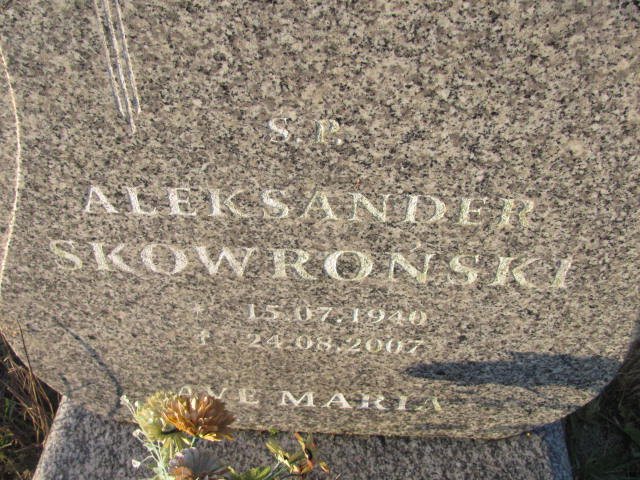 Ś. P.
ALEKSANDER
SKOWROŃSKI
* 15.07.1940
† 24.08.2007
AVE MARIA